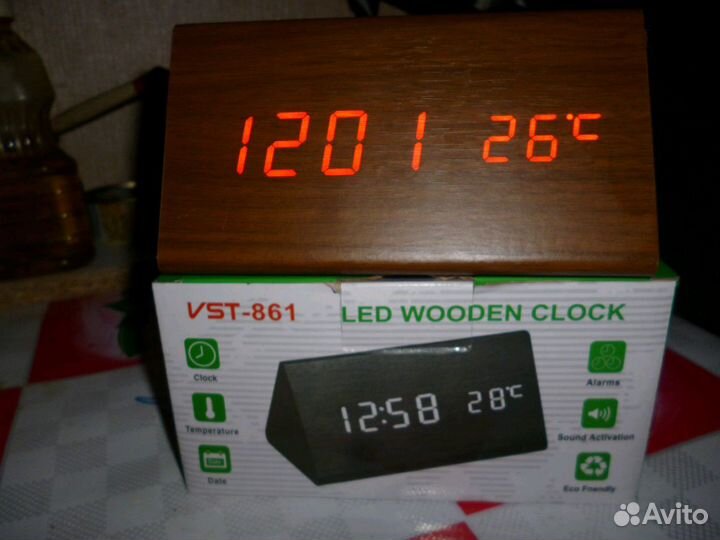 1201 26°C
VST-861 LED WOODEN CLOCK
Clock
Temperature
Date
12:58 28°C
Alarms
Sound Activation
Eco Friendly
Avito